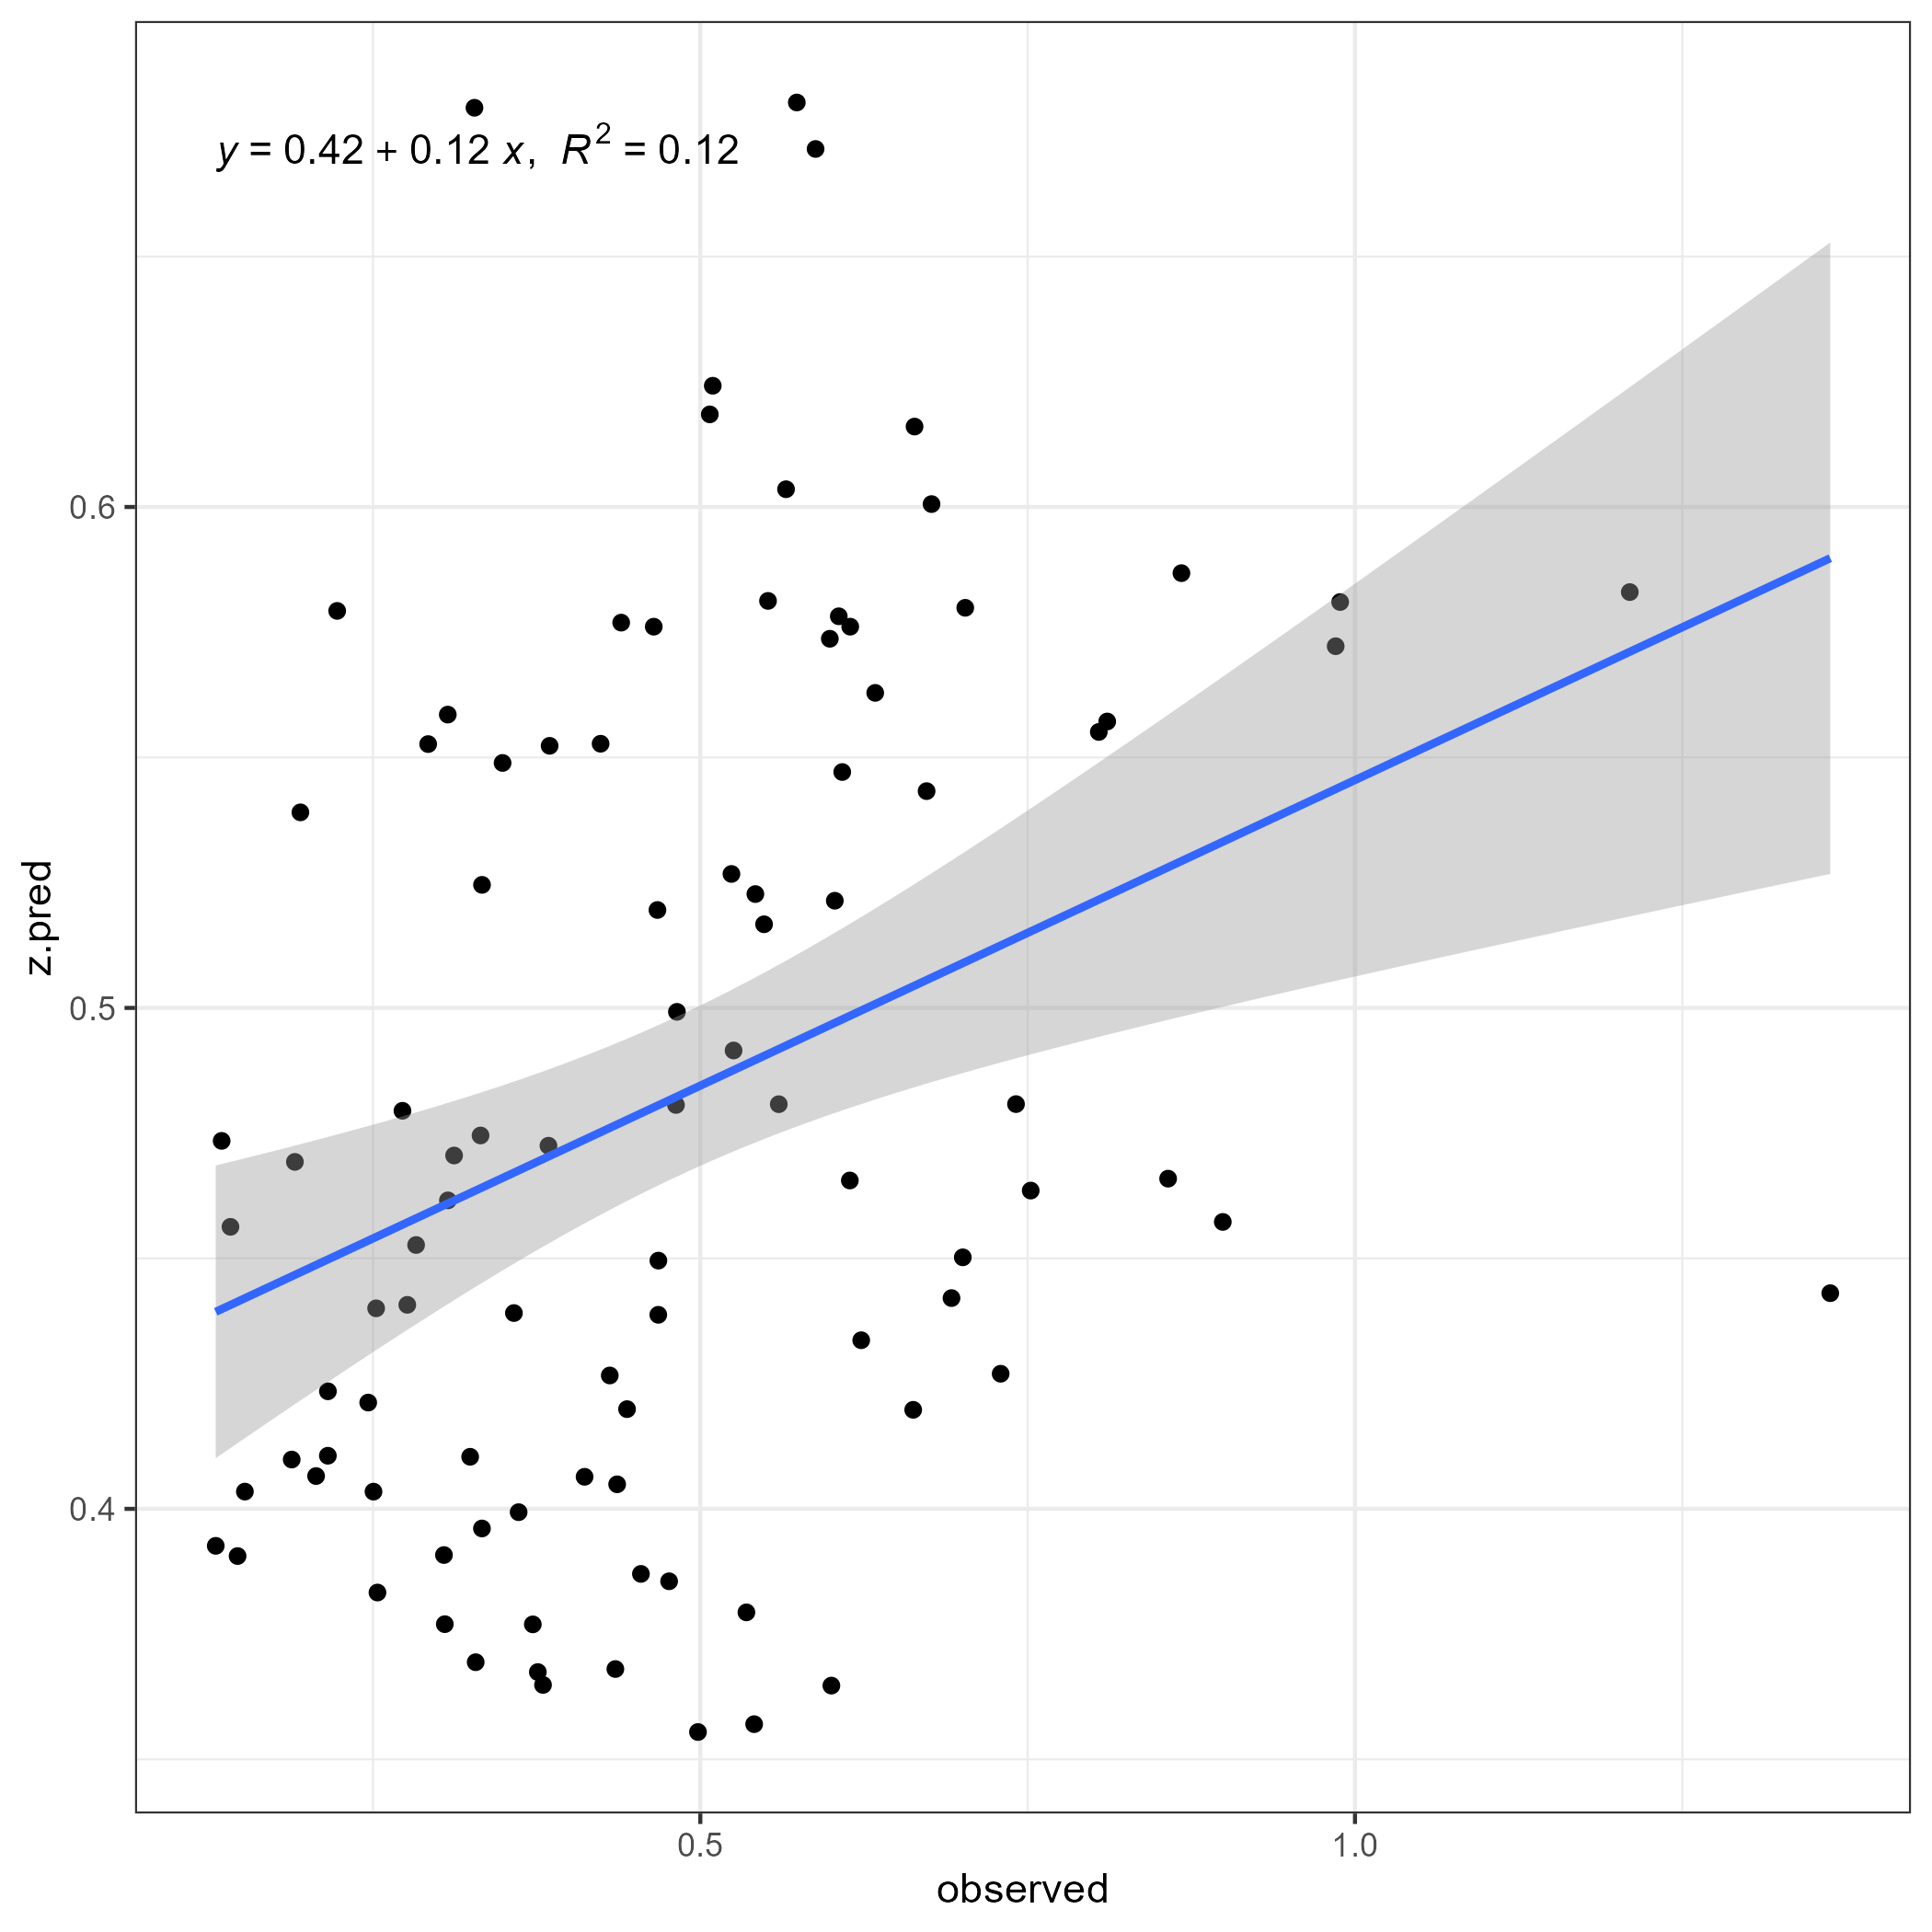 y = 0.42 + 0.12 x, R² = 0.12
0.6
0.5
0.4
z.pred
0.5 1.0
observed